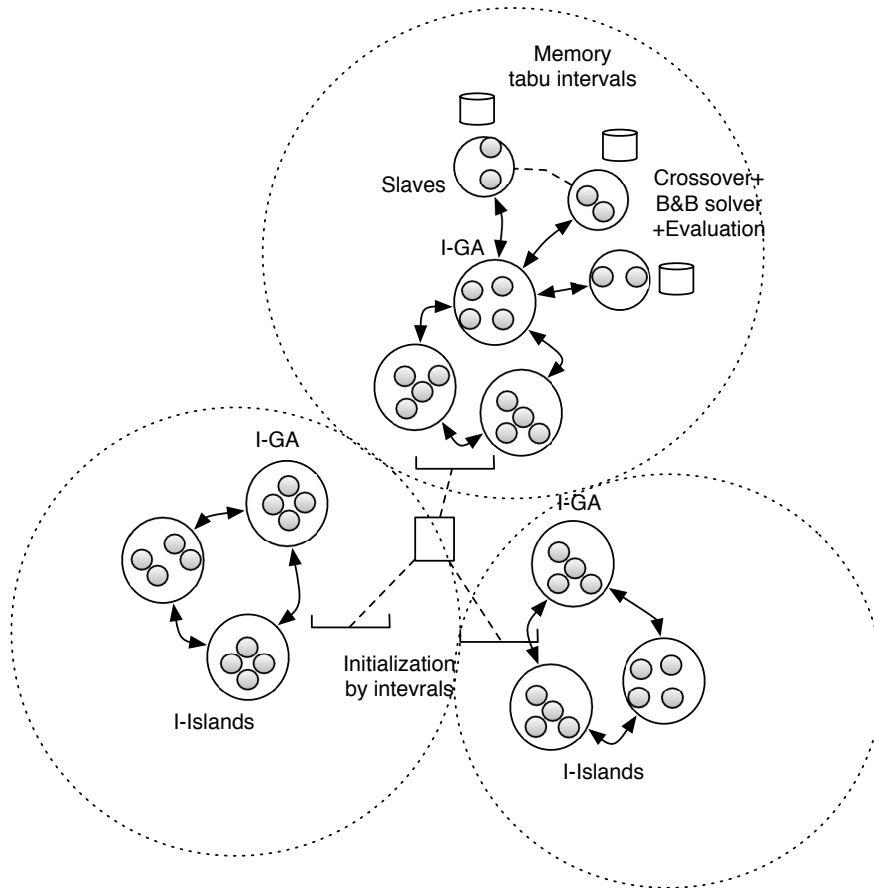 Memory
tabu intervals
Slaves
Crossover+
B&B solver
+Evaluation
I-GA
I-GA
I-GA
Initialization
by intevrals
I-Islands
I-Islands